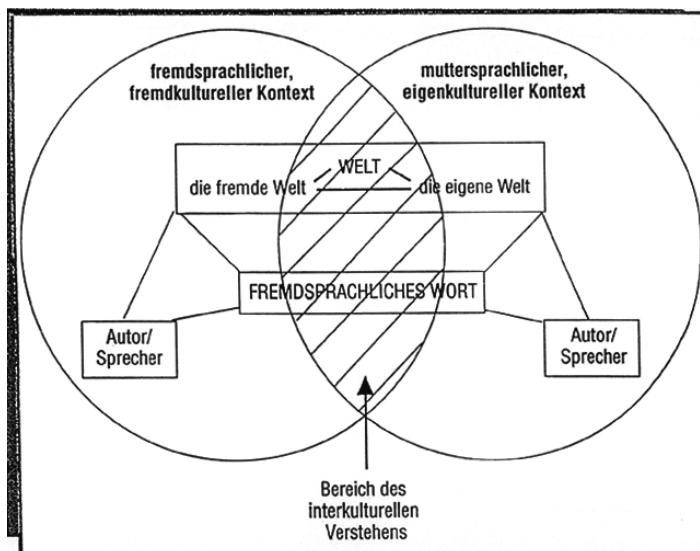 fremdsprachlicher,
fremdkultureller Kontext
muttersprachlicher,
eigenkultureller Kontext
WELT
die fremde Welt
die eigene Welt
FREMDSPRACHLICHES WORT
Autor/
Sprecher
Autor/
Sprecher
Bereich des
interkulturellen
Verstehens